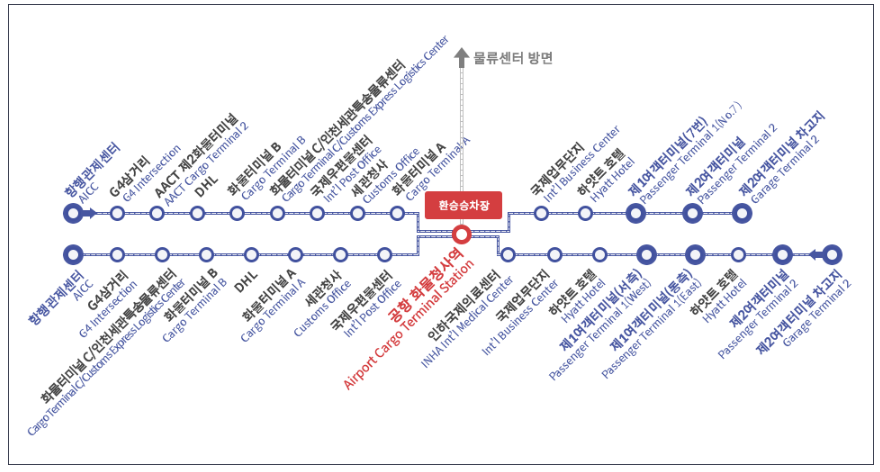 물류센터 방면
항행관제센터
AICC
G4삼거리
G4 Intersection
AACT 제2화물터미널
AACT Cargo Terminal 2
DHL
화물터미널 B
Cargo Terminal B
화물터미널 C/인천세관특송물류센터
Cargo Terminal C/Customs Express Logistics Center
국제우편물센터
Int'l Post Office
세관청사
Customs Office
화물터미널 A
Cargo Terminal A
환승승차장
국제업무단지
Int'l Business Center
하얏트 호텔
Hyatt Hotel
제1여객터미널(7번)
Passenger Terminal 1(No.7)
제2여객터미널
Passenger Terminal 2
제2여객터미널 차고지
Garage Terminal 2
항행관제센터
AICC
G4삼거리
G4 Intersection
화물터미널 C/인천세관특송물류센터
Cargo Terminal C/Customs Express Logistics Center
화물터미널 B
Cargo Terminal B
DHL
화물터미널 A
Cargo Terminal A
세관청사
Customs Office
국제우편물센터
Int'l Post Office
공항 화물청사역
Airport Cargo Terminal Station
인하국제의료센터
INHA Int'l Medical Center
국제업무단지
Int'l Business Center
하얏트 호텔
Hyatt Hotel
제1여객터미널(서측)
Passenger Terminal 1(West)
제1여객터미널(동측)
Passenger Terminal 1(East)
하얏트 호텔
Hyatt Hotel
제2여객터미널
Passenger Terminal 2
제2여객터미널 차고지
Garage Terminal 2